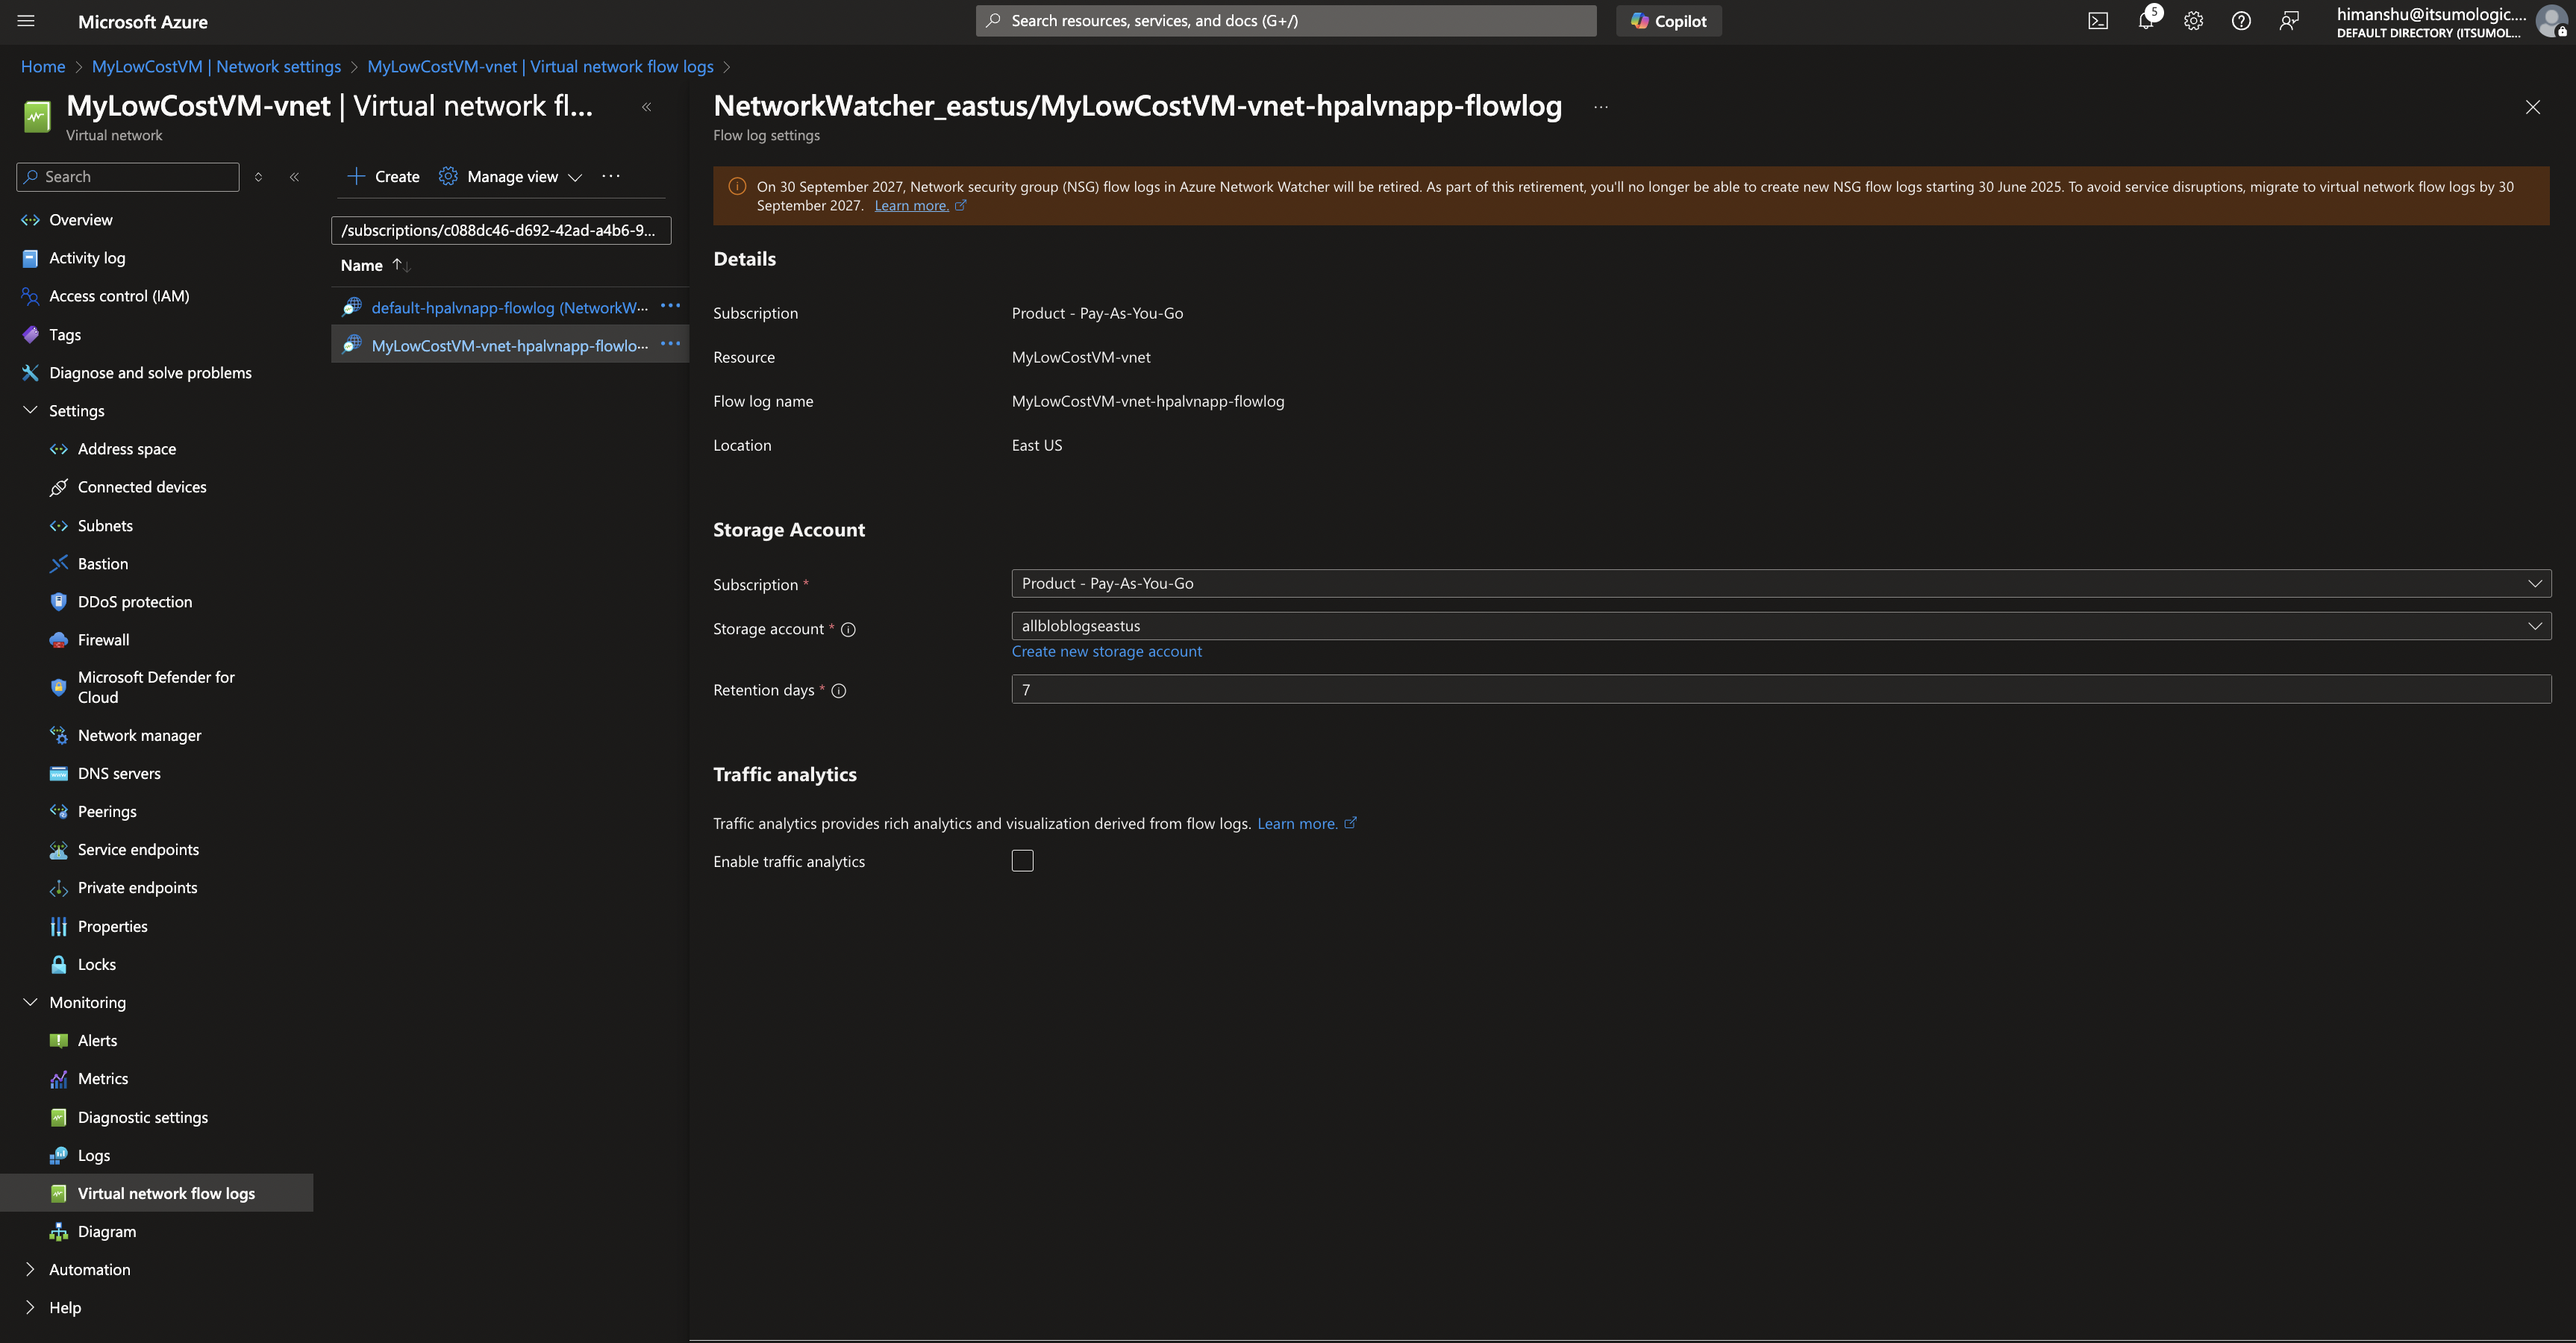 Microsoft Azure
Search resources, services, and docs (G+/)
Copilot
5
himanshu@itsumologic....
DEFAULT DIRECTORY (ITSUMOL...
Home > MyLowCostVM | Network settings > MyLowCostVM-vnet | Virtual network flow logs >
MyLowCostVM-vnet | Virtual network fl...
Virtual network
Search
Overview
Activity log
Access control (IAM)
Tags
Diagnose and solve problems
Settings
Address space
Connected devices
Subnets
Bastion
DDoS protection
Firewall
Microsoft Defender for
Cloud
Network manager
DNS servers
Peerings
Service endpoints
Private endpoints
Properties
Locks
Monitoring
Alerts
Metrics
Diagnostic settings
Logs
Virtual network flow logs
Diagram
Automation
Help
Create
Manage view
/subscriptions/c088dc46-d692-42ad-a4b6-9...
Name
default-hpalvnapp-flowlog (NetworkW...
MyLowCostVM-vnet-hpalvnapp-flowlo...
NetworkWatcher_eastus/MyLowCostVM-vnet-hpalvnapp-flowlog
Flow log settings
On 30 September 2027, Network security group (NSG) flow logs in Azure Network Watcher will be retired. As part of this retirement, you'll no longer be able to create new NSG flow logs starting 30 June 2025. To avoid service disruptions, migrate to virtual network flow logs by 30
September 2027. Learn more.
Details
Subscription Product - Pay-As-You-Go
Resource MyLowCostVM-vnet
Flow log name MyLowCostVM-vnet-hpalvnapp-flowlog
Location East US
Storage Account
Subscription * Product - Pay-As-You-Go
Storage account * allbloblogseastus
Create new storage account
Retention days * 7
Traffic analytics
Traffic analytics provides rich analytics and visualization derived from flow logs. Learn more.
Enable traffic analytics